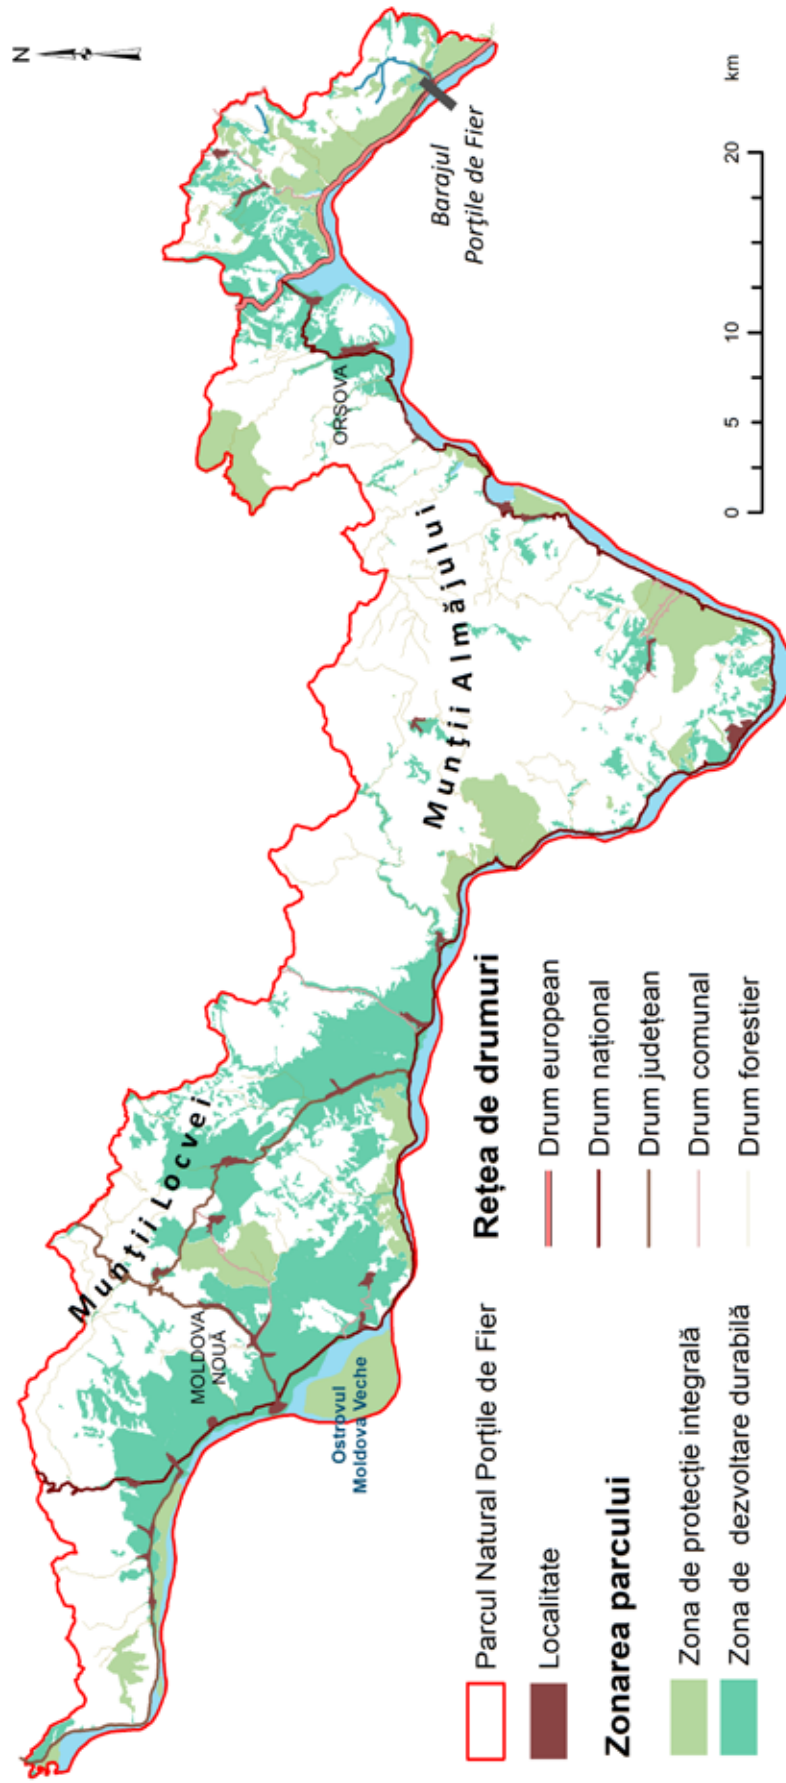 N
Barajul
Porțile de Fier
ORȘOVA
Munții Almăjului
Munții Locvei
MOLDOVA
NOUĂ
Ostrovul
Moldova Veche
0 5 10 20 km
Parcul Natural Porțile de Fier
Localitate
Zonarea parcului
Zona de protecție integrală
Zona de dezvoltare durabilă
Rețea de drumuri
Drum european
Drum național
Drum județean
Drum comunal
Drum forestier